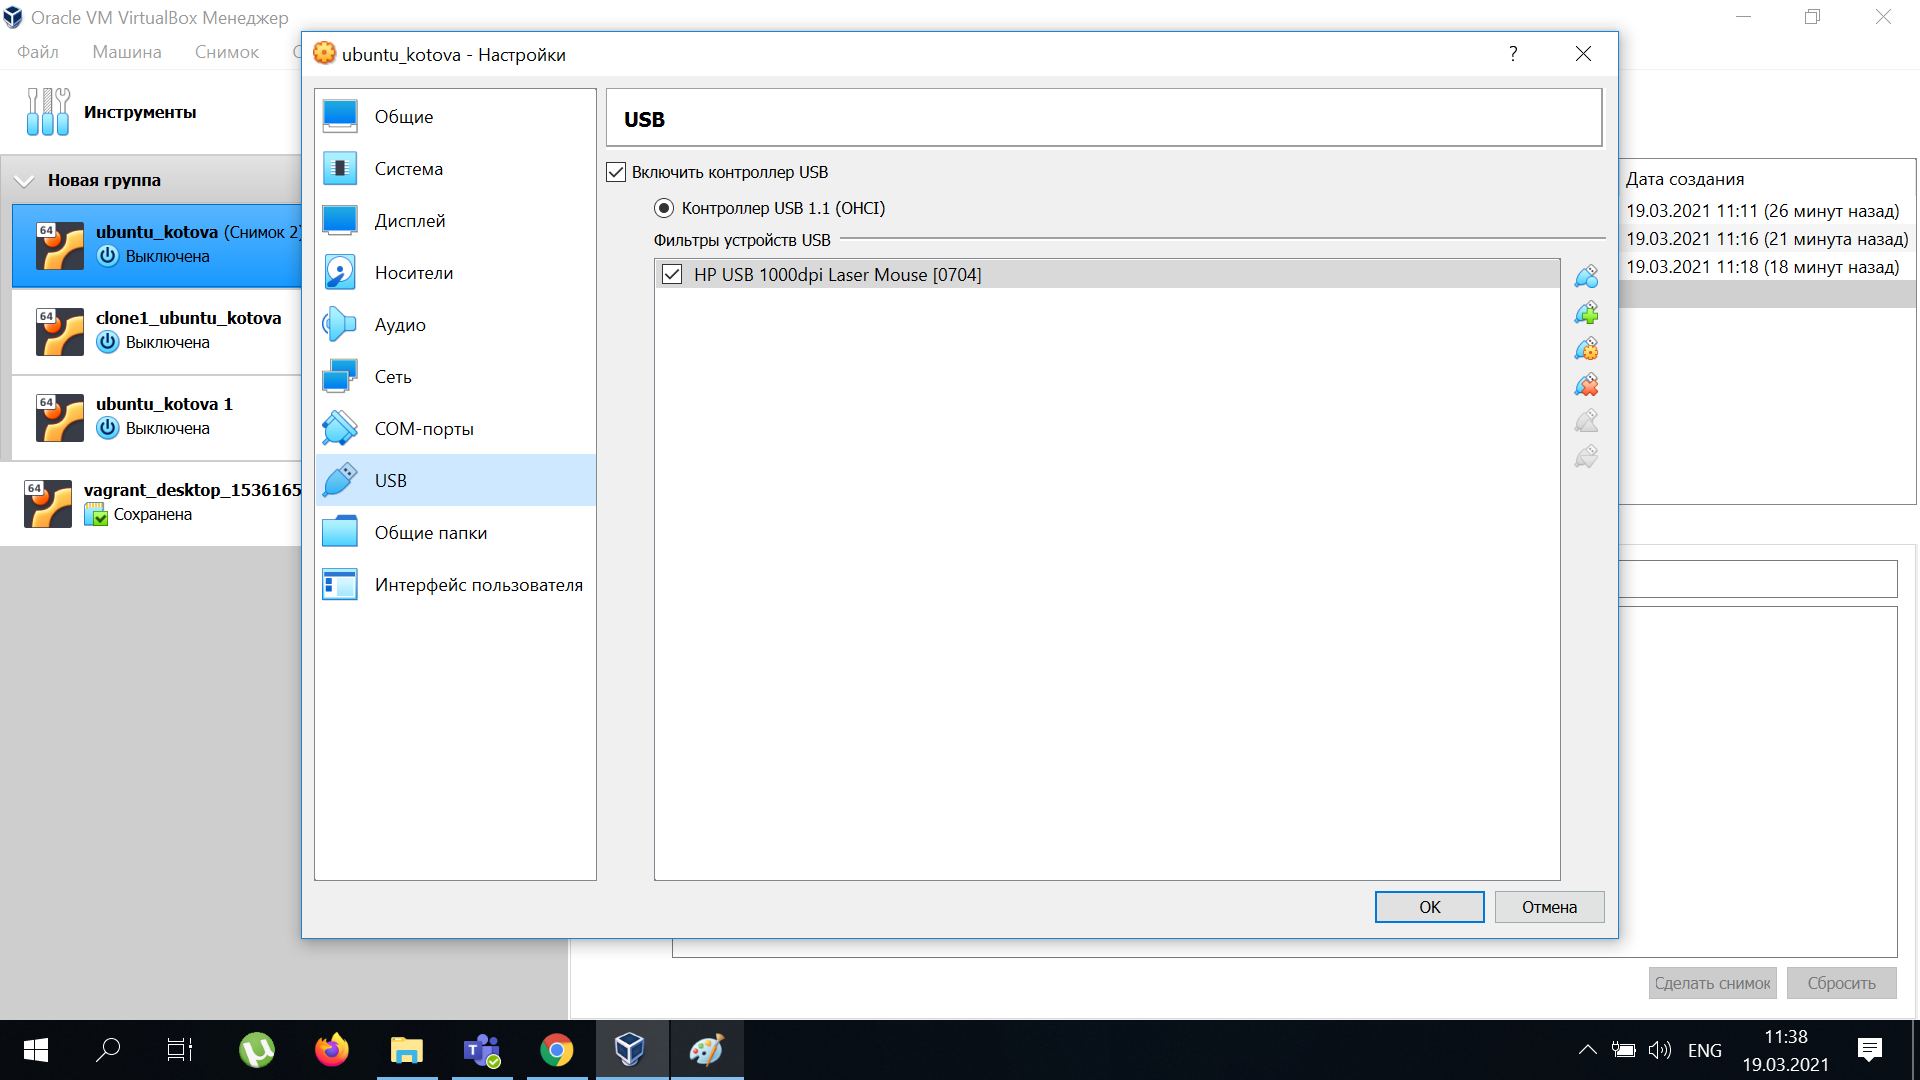 Oracle VM VirtualBox Менеджер
Файл Машина Снимок
ubuntu_kotova - Настройки
?
Инструменты
Новая группа
64
ubuntu_kotova (Снимок 2)
Выключена
64
clone1_ubuntu_kotova
Выключена
64
ubuntu_kotova 1
Выключена
64
vagrant_desktop_1536165
Сохранена
Общие
Система
Дисплей
Носители
Аудио
Сеть
COM-порты
USB
Общие папки
Интерфейс пользователя
USB
Включить контроллер USB
Контроллер USB 1.1 (OHCI)
Фильтры устройств USB
HP USB 1000dpi Laser Mouse [0704]
OK
Отмена
Дата создания
19.03.2021 11:11 (26 минут назад)
19.03.2021 11:16 (21 минута назад)
19.03.2021 11:18 (18 минут назад)
Сделать снимок
Сбросить
ENG
11:38
19.03.2021